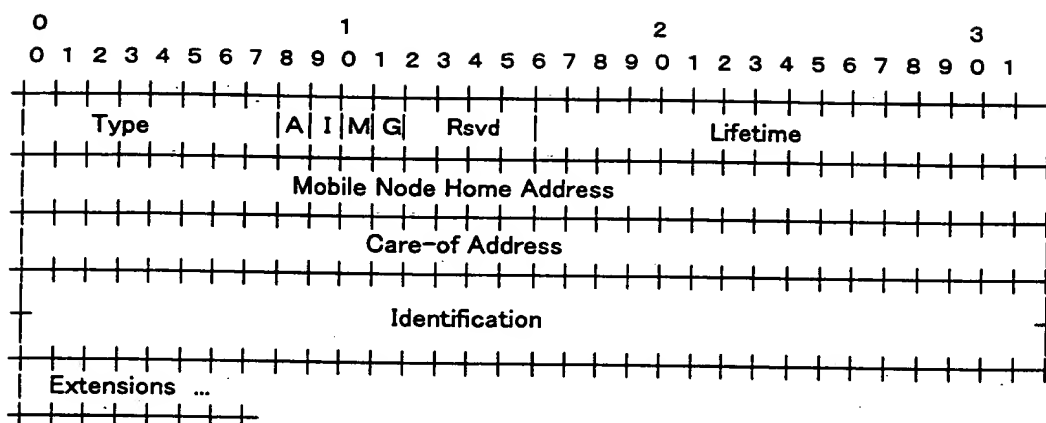 0 1 2 3
0 1 2 3 4 5 6 7 8 9 0 1 2 3 4 5 6 7 8 9 0 1 2 3 4 5 6 7 8 9 0 1
Type |A|I|M|G| Rsvd | Lifetime
Mobile Node Home Address
Care-of Address
Identification
Extensions ...